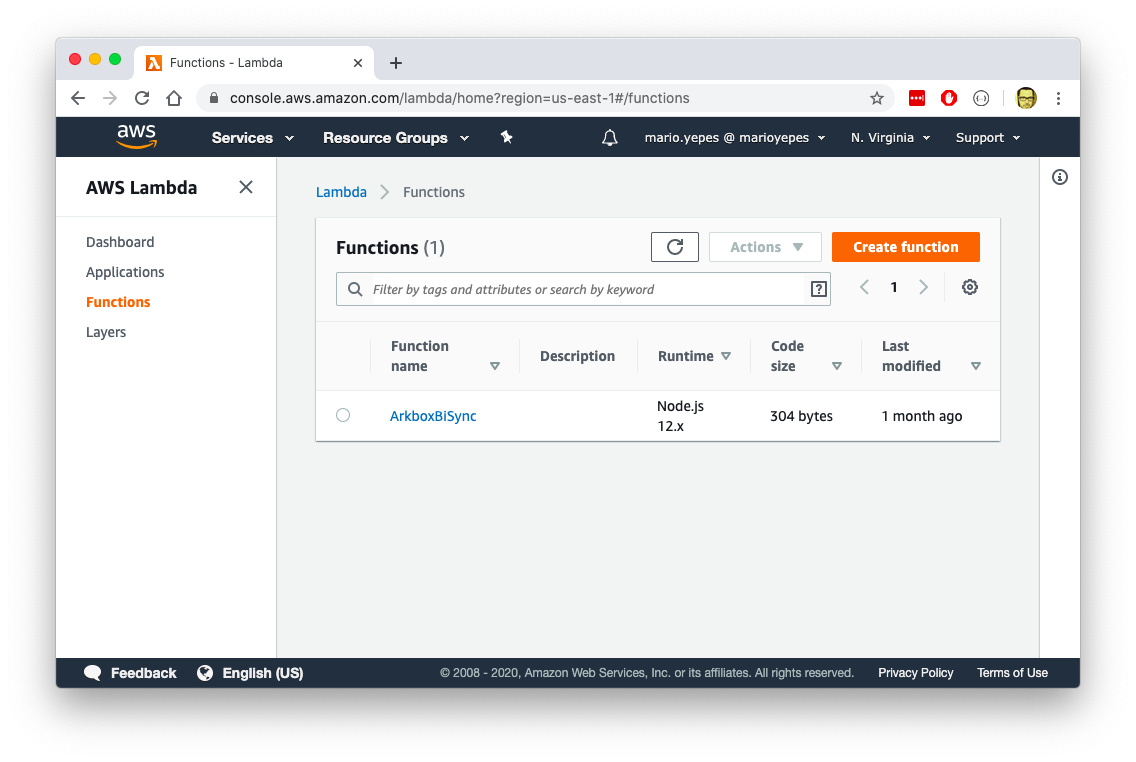 Functions - Lambda
console.aws.amazon.com/lambda/home?region=us-east-1#/functions
aws
Services
Resource Groups
mario.yepes @ marioyepes
N. Virginia
Support
AWS Lambda
Dashboard
Applications
Functions
Layers
Lambda
Functions
Functions (1)
Actions
Create function
Filter by tags and attributes or search by keyword
1
Function
name
Description
Runtime
Code
size
Last
modified
ArkboxBiSync
Node.js
12.x
304 bytes
1 month ago
Feedback
English (US)
© 2008 - 2020, Amazon Web Services, Inc. or its affiliates. All rights reserved.
Privacy Policy
Terms of Use